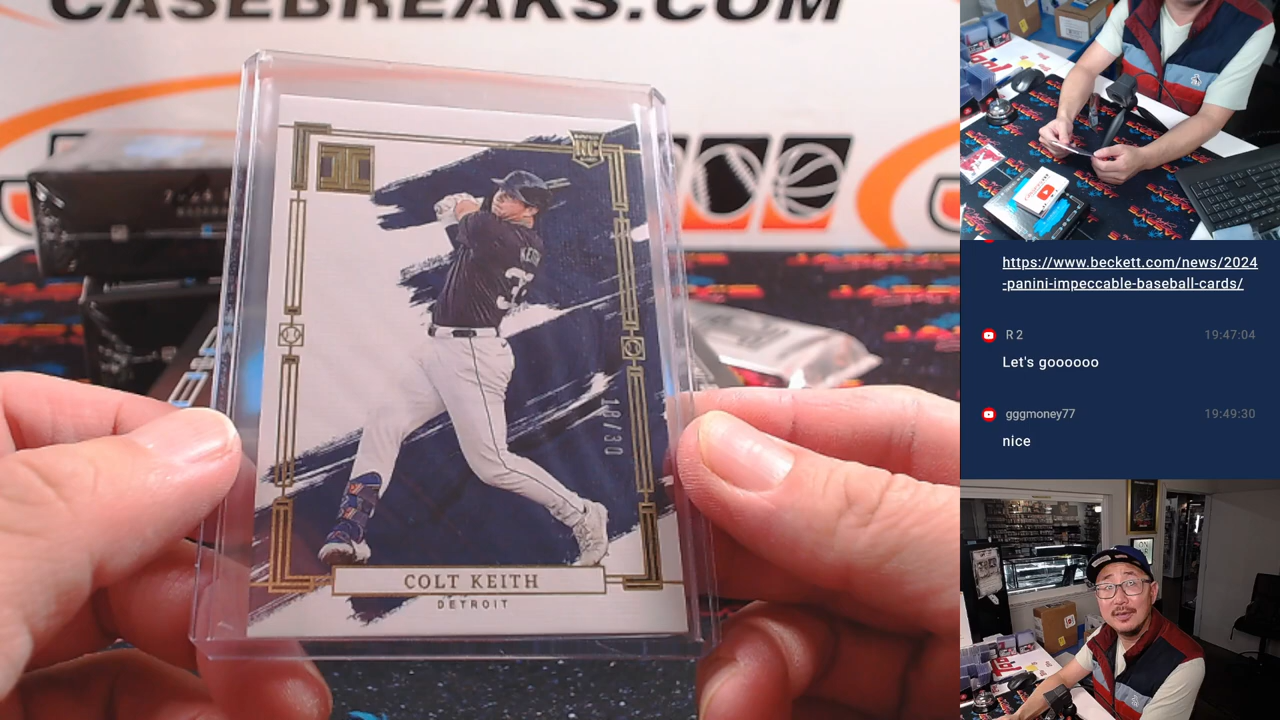 CASEBREAKS.COM
RC
KEITH
COLT KEITH
DETROIT
18/30
https://www.beckett.com/news/2024
-panini-impeccable-baseball-cards/
R 2 19:47:04
Let's goooooo
gggmoney77 19:49:30
nice